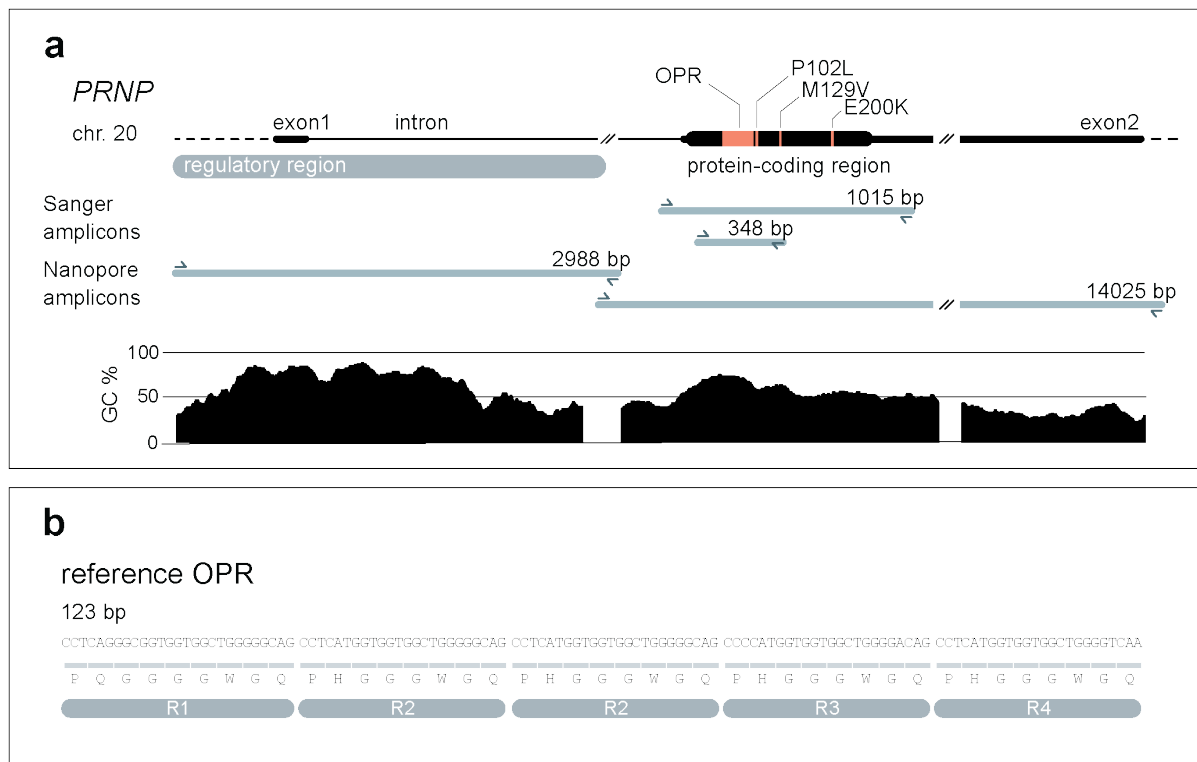 a
PRNP
OPR
P102L
M129V
E200K
chr. 20
exon1 intron // // exon2
regulatory region
protein-coding region
Sanger
amplicons
1015 bp
348 bp
Nanopore
amplicons
2988 bp
14025 bp
//
GC %
100
50
0
b
reference OPR
123 bp
CCTCAGGGCGGTGGTGGCTGGGGGCAG CCTCATGGTGGTGGCTGGGGGCAG CCTCATGGTGGTGGCTGGGGGCAG CCCCATGGTGGTGGCTGGGGACAG CCTCATGGTGGTGGCTGGGGTCAA
P Q G G G G W G Q P H G G G W G Q P H G G G W G Q P H G G G W G Q P H G G G W G Q
R1 R2 R2 R3 R4